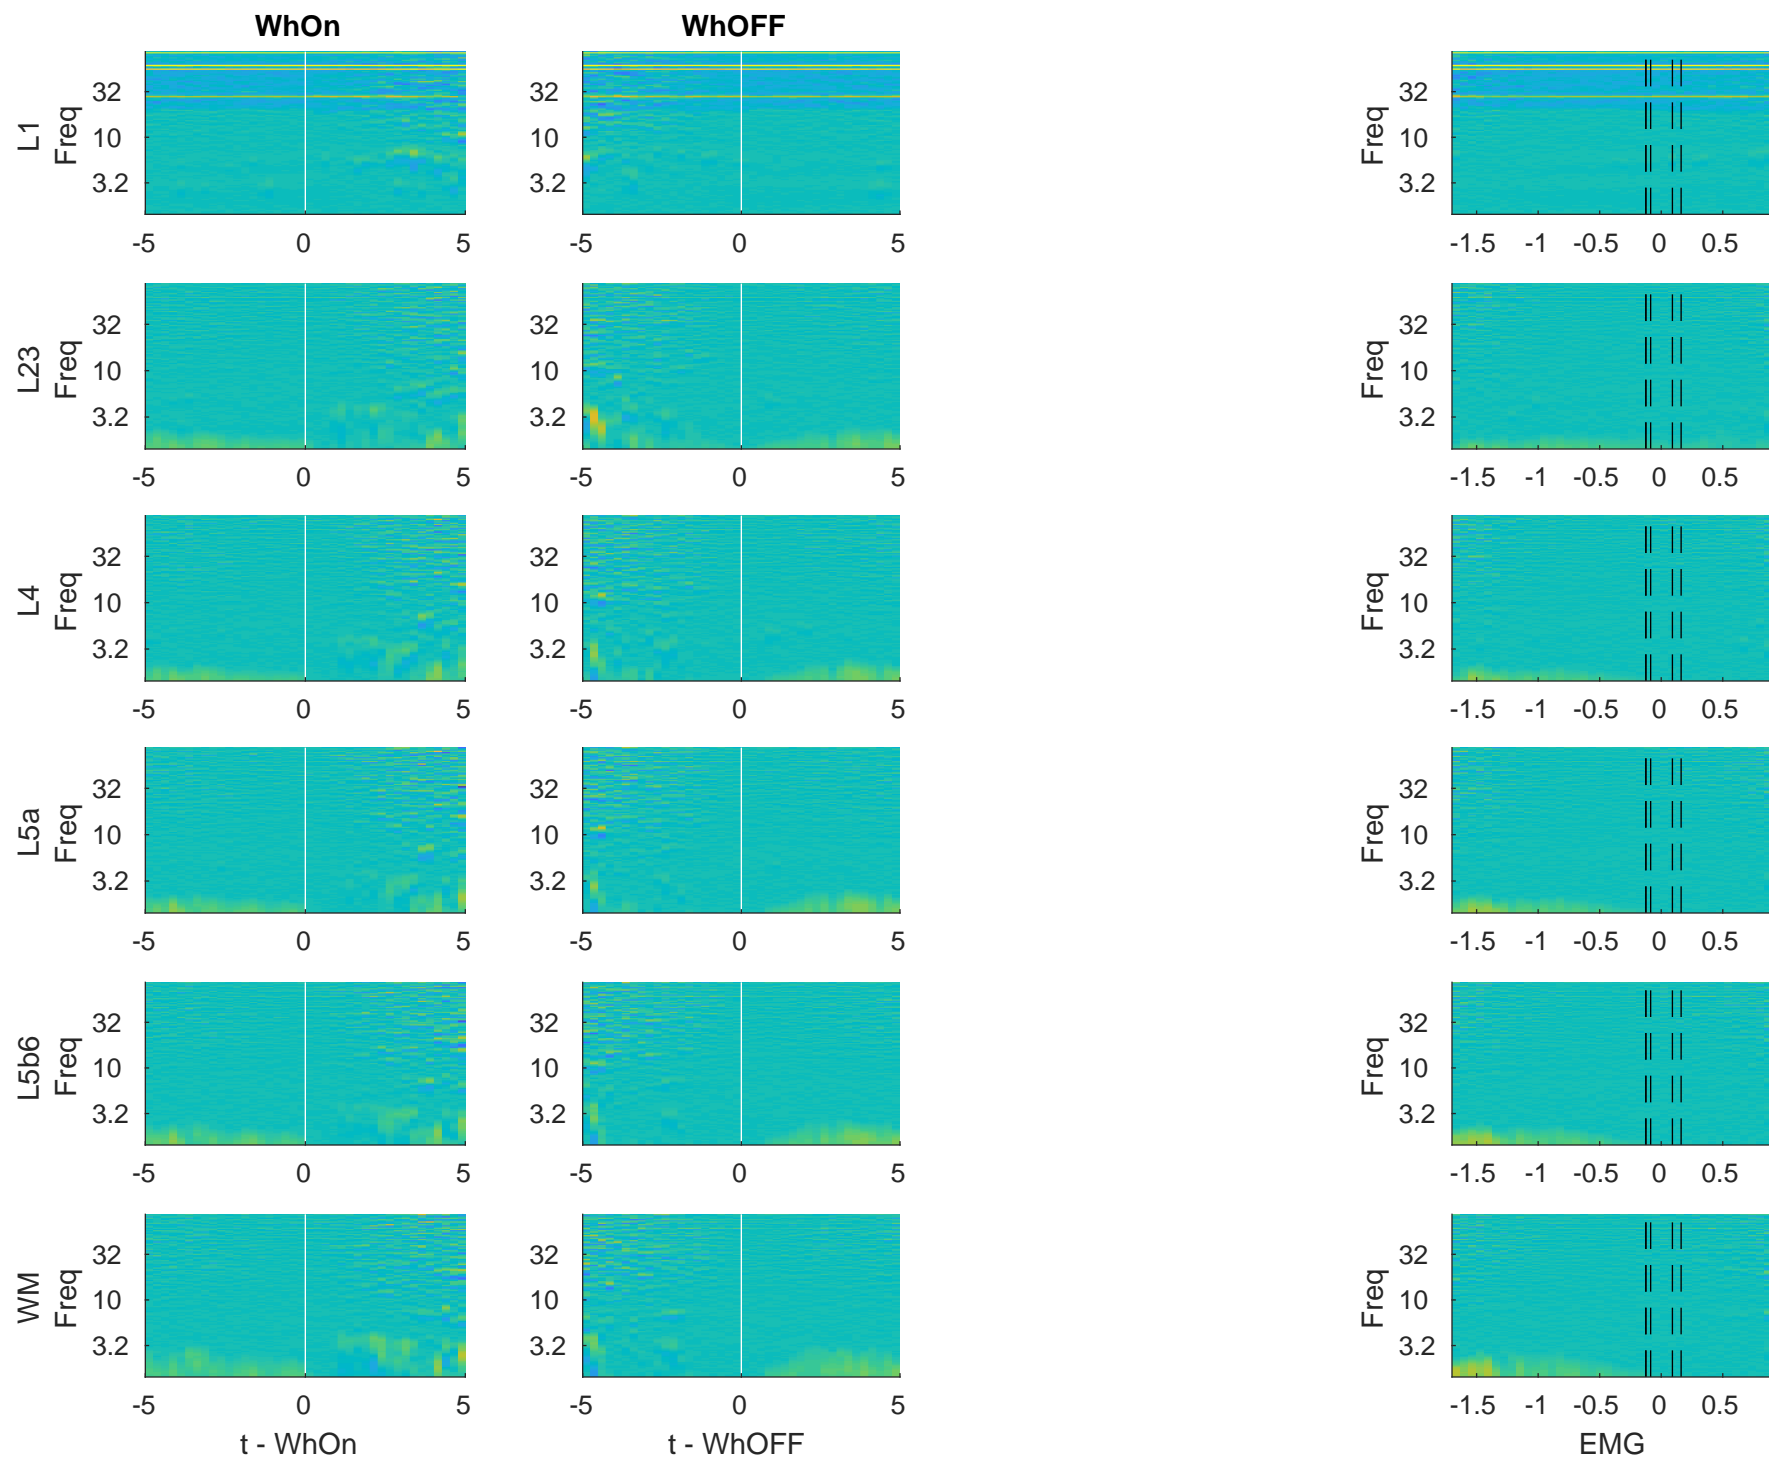 WhOn WhOFF
L1 Freq 32 10 3.2 32 10 3.2 Freq 32 10 3.2
-5 0 5 -5 0 5 -1.5 -1 -0.5 0 0.5
L23 Freq 32 10 3.2 32 10 3.2 Freq 32 10 3.2
-5 0 5 -5 0 5 -1.5 -1 -0.5 0 0.5
L4 Freq 32 10 3.2 32 10 3.2 Freq 32 10 3.2
-5 0 5 -5 0 5 -1.5 -1 -0.5 0 0.5
L5a Freq 32 10 3.2 32 10 3.2 Freq 32 10 3.2
-5 0 5 -5 0 5 -1.5 -1 -0.5 0 0.5
L5b6 Freq 32 10 3.2 32 10 3.2 Freq 32 10 3.2
-5 0 5 -5 0 5 -1.5 -1 -0.5 0 0.5
WM Freq 32 10 3.2 32 10 3.2 Freq 32 10 3.2
-5 0 5 -5 0 5 -1.5 -1 -0.5 0 0.5
t - WhOn t - WhOFF EMG